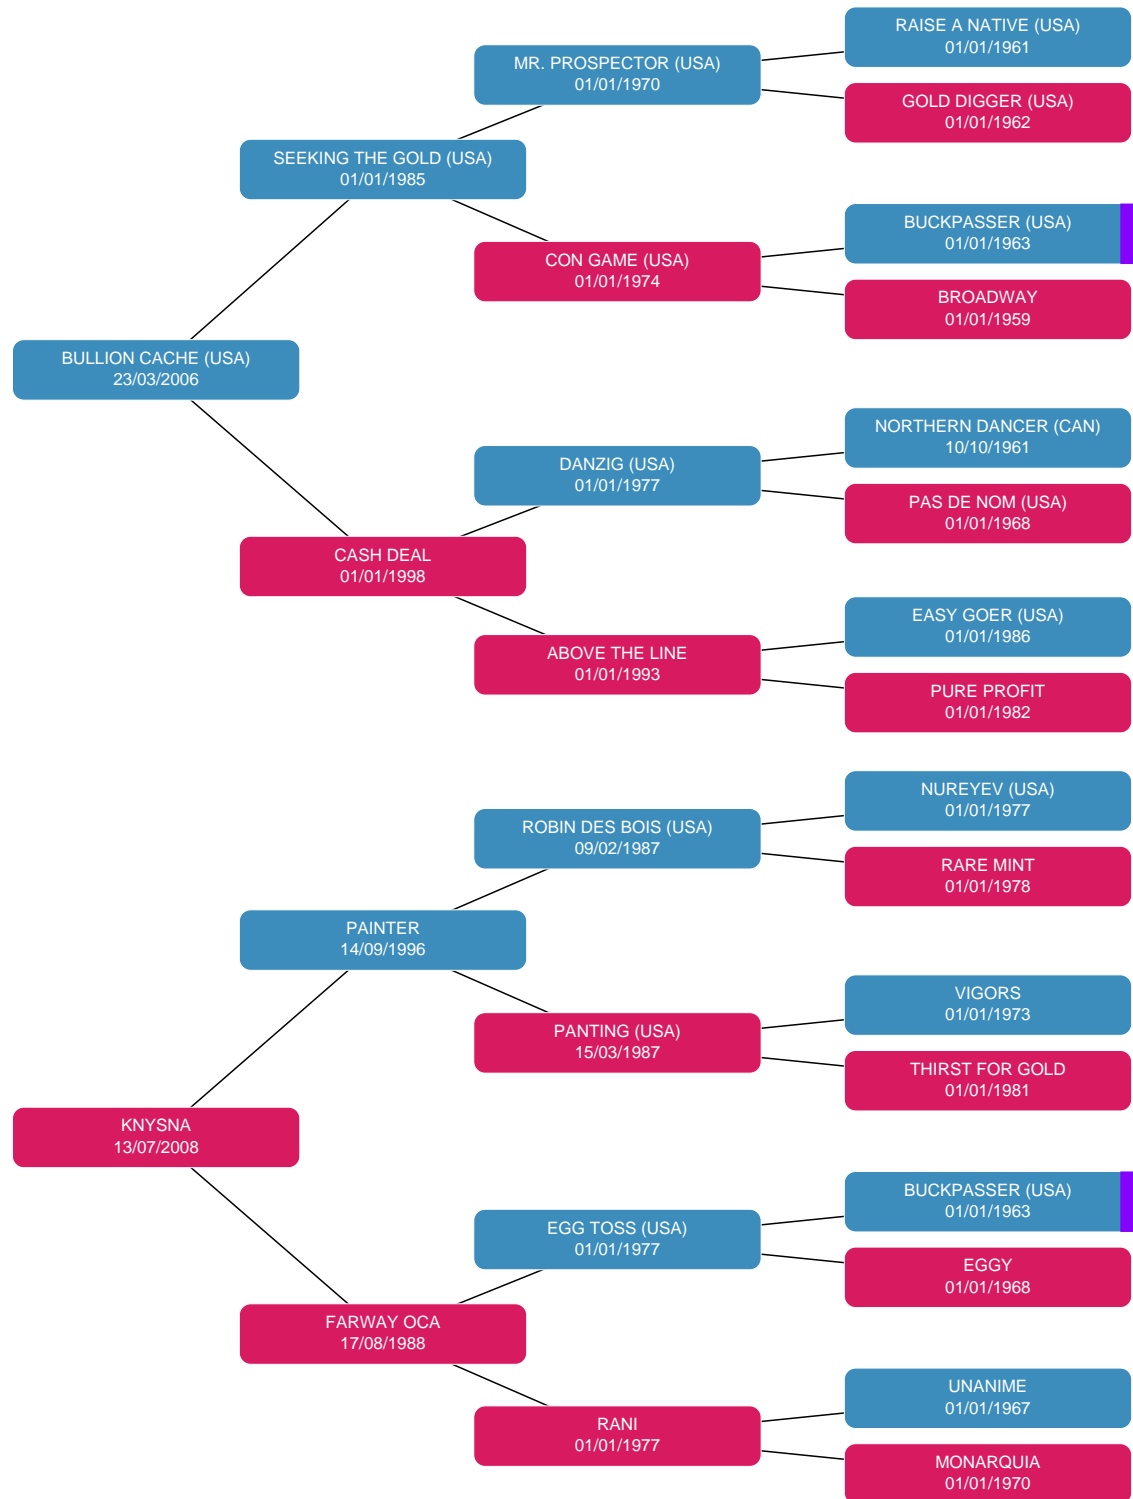 RAISE A NATIVE (USA)
01/01/1961
MR. PROSPECTOR (USA)
01/01/1970
GOLD DIGGER (USA)
01/01/1962
SEEKING THE GOLD (USA)
01/01/1985
BUCKPASSER (USA)
01/01/1963
CON GAME (USA)
01/01/1974
BROADWAY
01/01/1959
BULLION CACHE (USA)
23/03/2006
NORTHERN DANCER (CAN)
10/10/1961
DANZIG (USA)
01/01/1977
PAS DE NOM (USA)
01/01/1968
CASH DEAL
01/01/1998
EASY GOER (USA)
01/01/1986
ABOVE THE LINE
01/01/1993
PURE PROFIT
01/01/1982
NUREYEV (USA)
01/01/1977
ROBIN DES BOIS (USA)
09/02/1987
RARE MINT
01/01/1978
PAINTER
14/09/1996
VIGORS
01/01/1973
PANTING (USA)
15/03/1987
THIRST FOR GOLD
01/01/1981
KNYSNA
13/07/2008
BUCKPASSER (USA)
01/01/1963
EGG TOSS (USA)
01/01/1977
EGGY
01/01/1968
FARWAY OCA
17/08/1988
UNANIME
01/01/1967
RANI
01/01/1977
MONARQUIA
01/01/1970